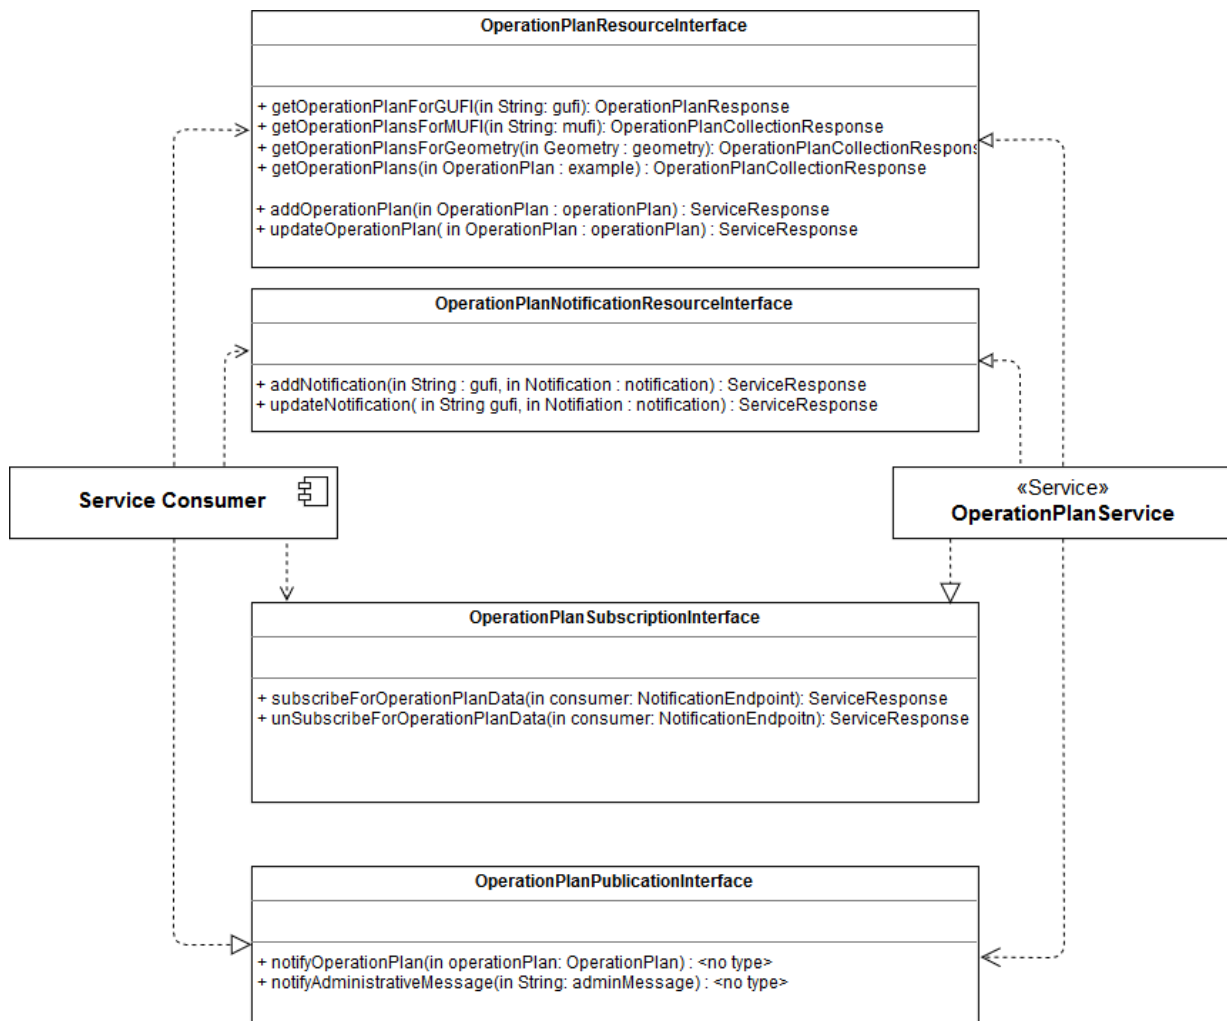 OperationPlanResourceInterface
+ getOperationPlanForGUFI(in String: gufi): OperationPlanResponse
+ getOperationPlansForMUFI(in String: mufi): OperationPlanCollectionResponse
+ getOperationPlansForGeometry(in Geometry : geometry): OperationPlanCollectionRespons
+ getOperationPlans(in OperationPlan : example) : OperationPlanCollectionResponse
+ addOperationPlan(in OperationPlan : operationPlan) : ServiceResponse
+ updateOperationPlan( in OperationPlan : operationPlan) : ServiceResponse
OperationPlanNotificationResourceInterface
+ addNotification(in String : gufi, in Notification : notification) : ServiceResponse
+ updateNotification( in String gufi, in Notifiation : notification) : ServiceResponse
Service Consumer
«Service»
OperationPlanService
OperationPlanSubscriptionInterface
+ subscribeForOperationPlanData(in consumer: NotificationEndpoint): ServiceResponse
+ unSubscribeForOperationPlanData(in consumer: NotificationEndpoitn): ServiceResponse
OperationPlanPublicationInterface
+ notifyOperationPlan(in operationPlan: OperationPlan) : <no type>
+ notifyAdministrativeMessage(in String: adminMessage) : <no type>